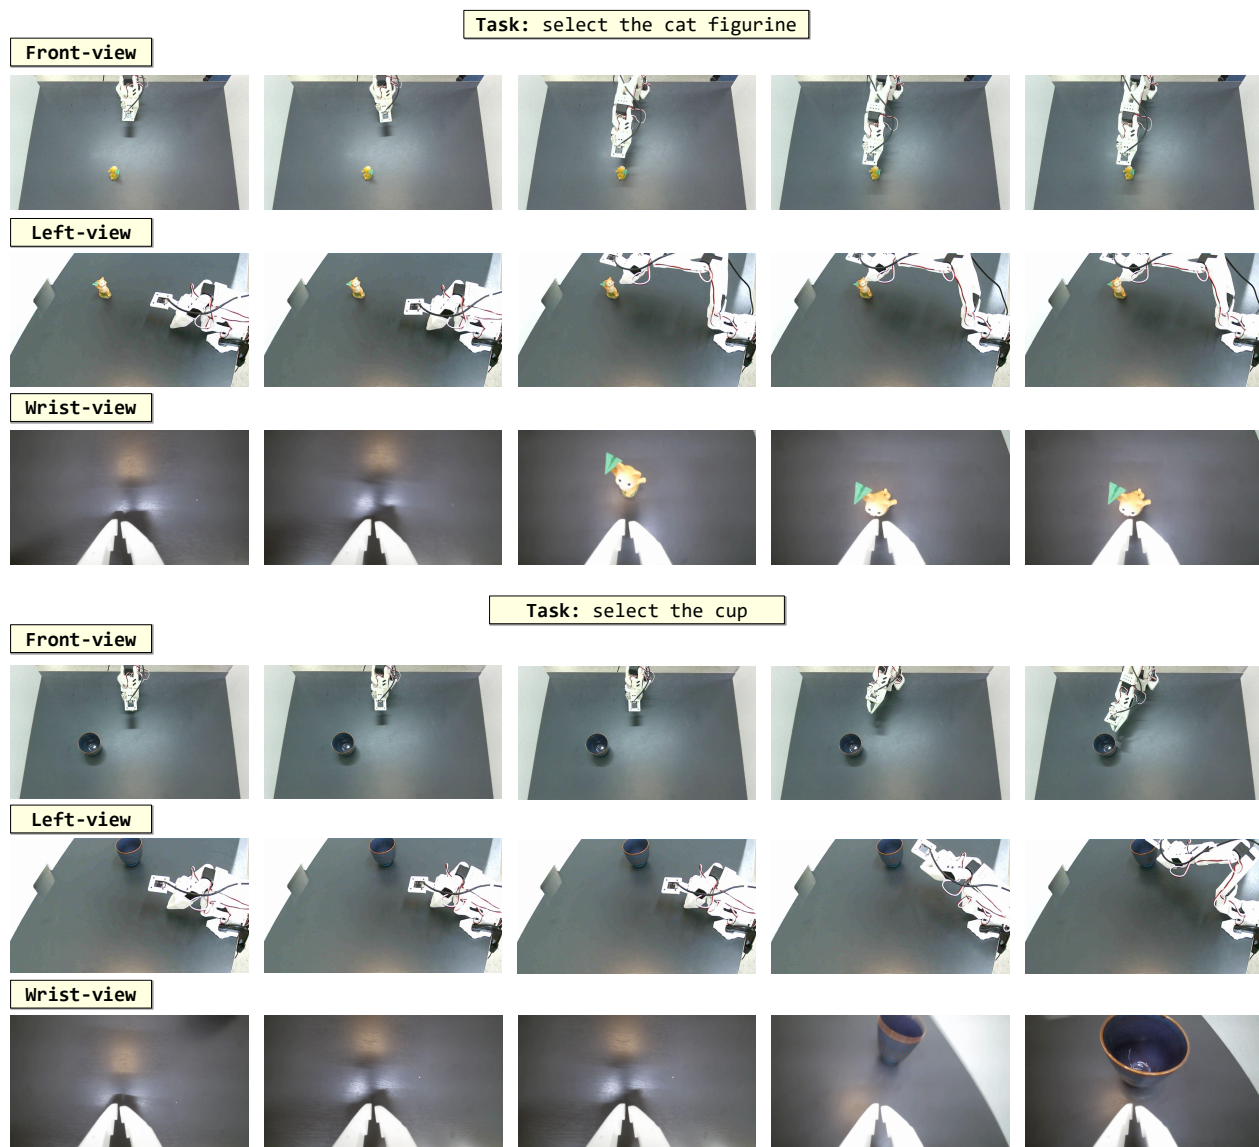 Task: select the cat figurine
Front-view
Left-view
Wrist-view
Task: select the cup
Front-view
Left-view
Wrist-view